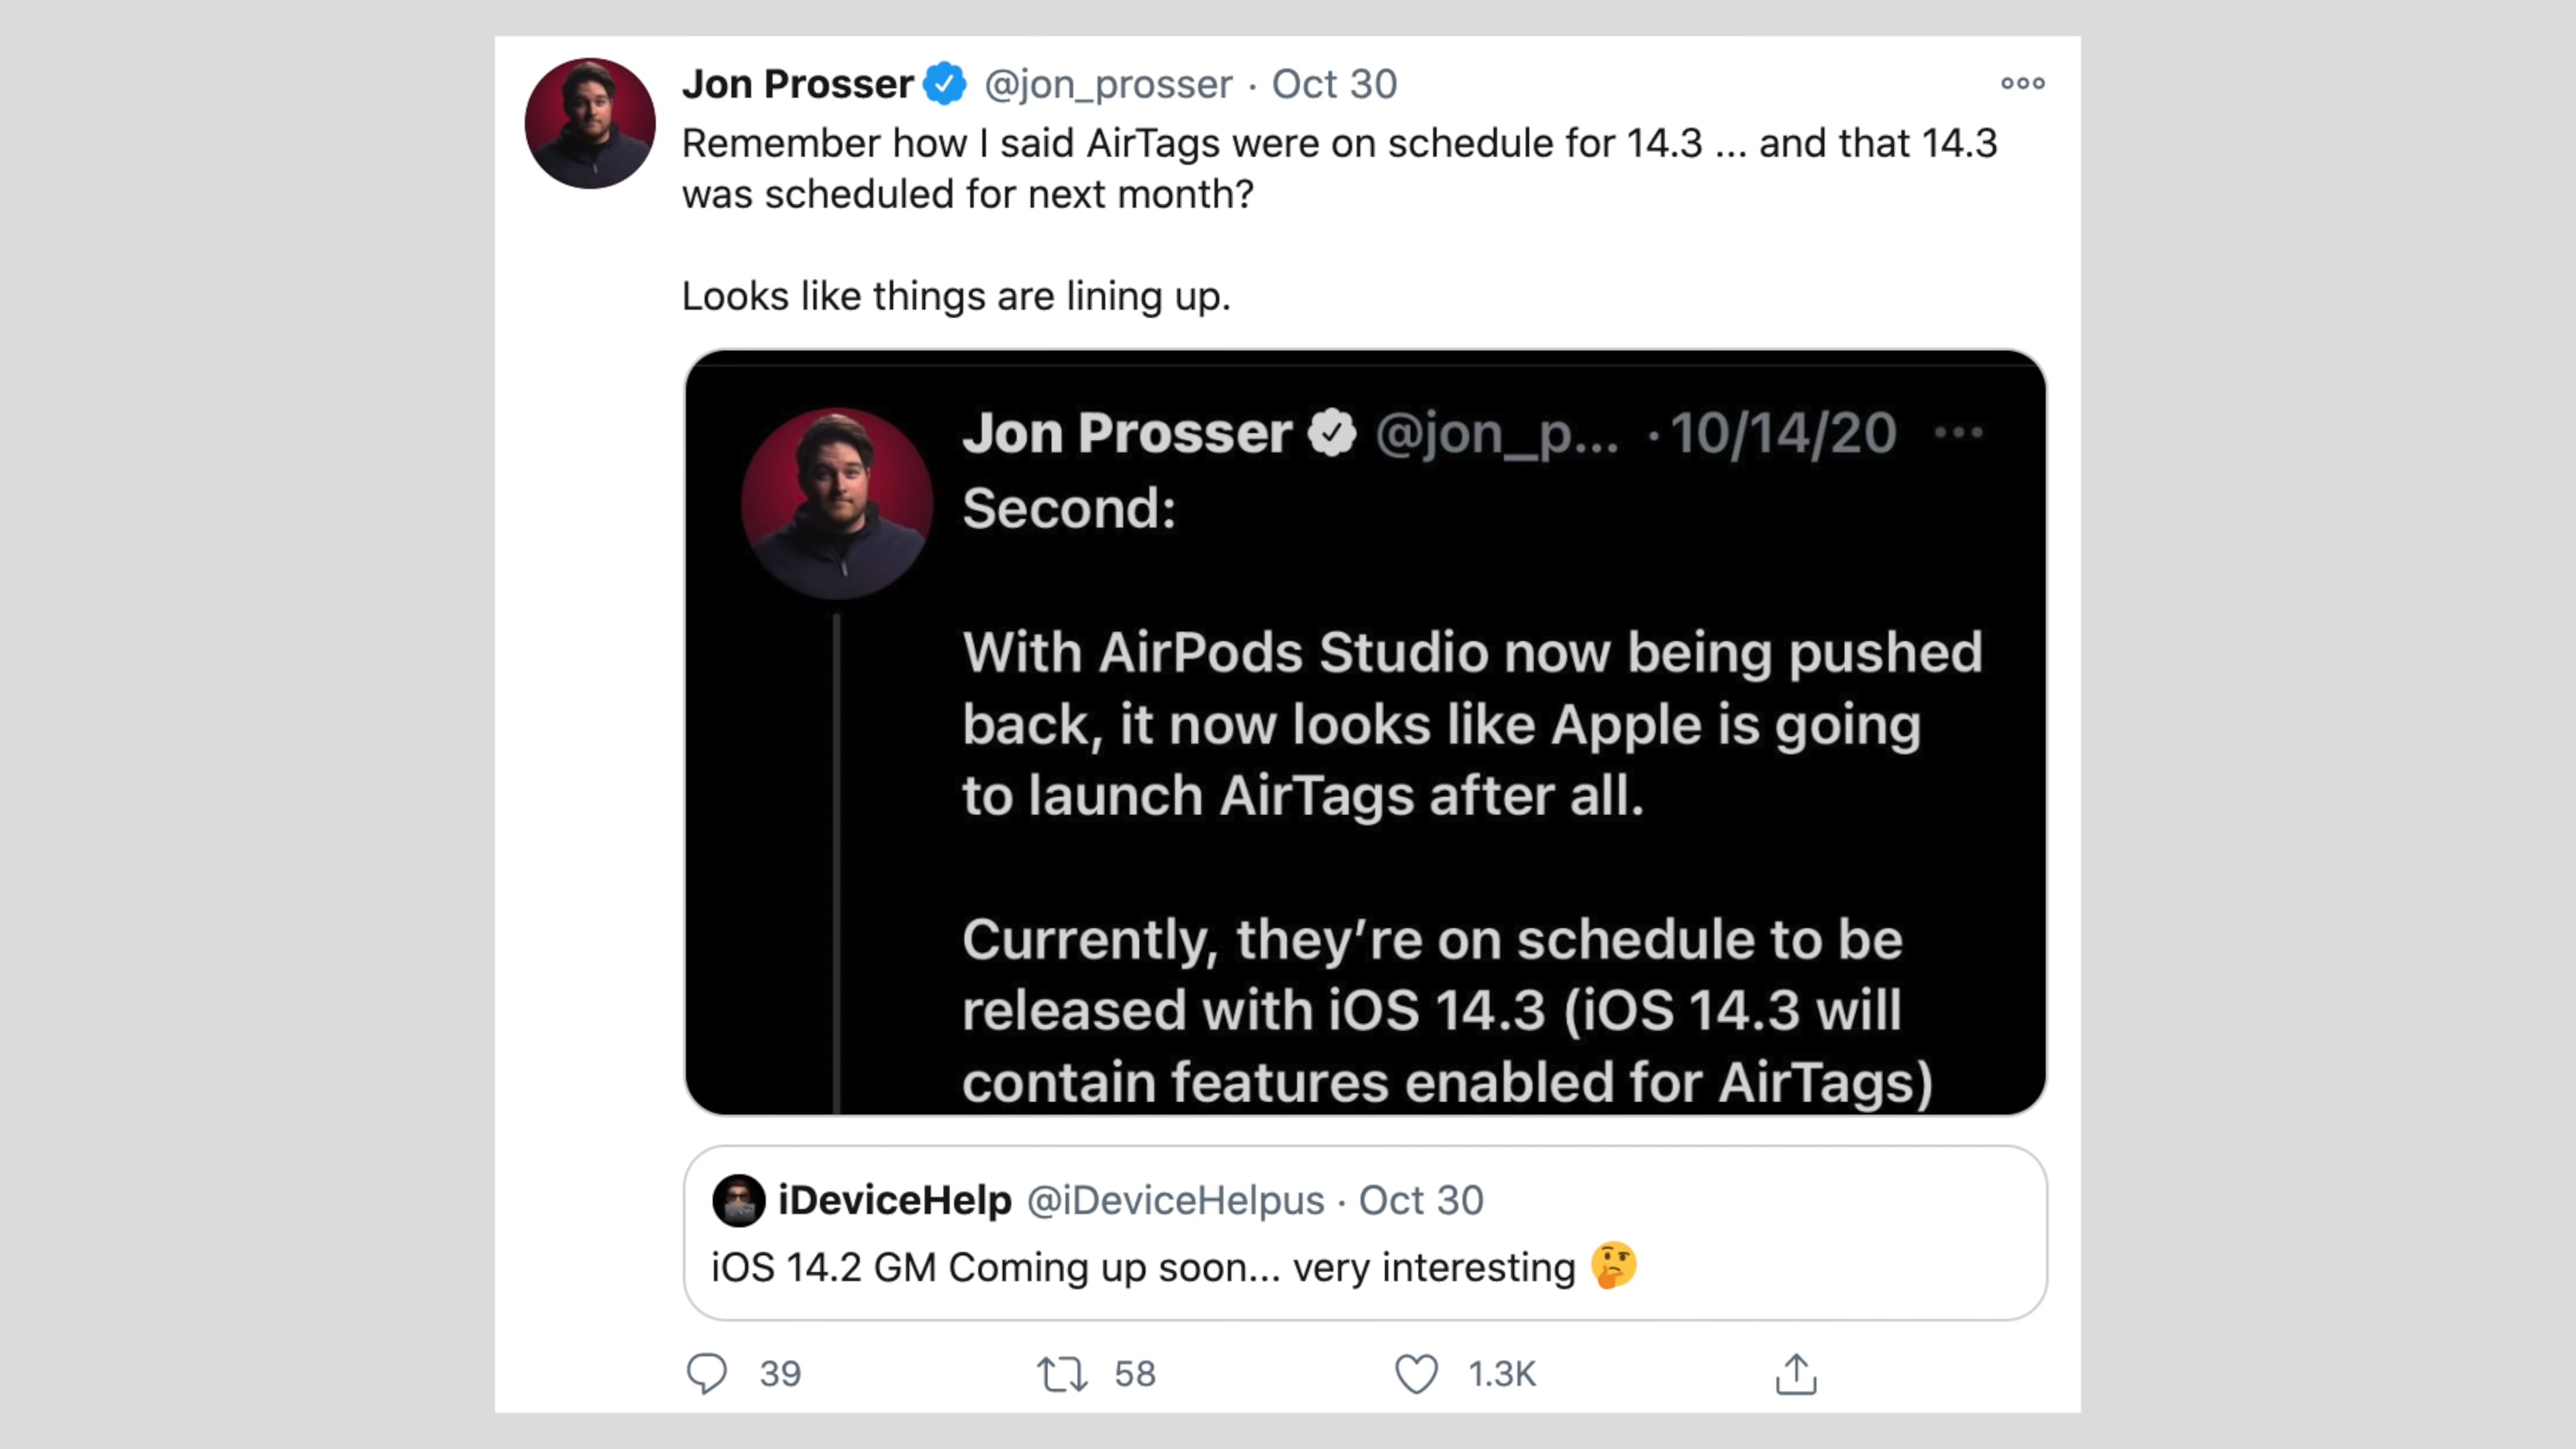 Jon Prosser @jon_prosser · Oct 30
Remember how I said AirTags were on schedule for 14.3 ... and that 14.3
was scheduled for next month?
Looks like things are lining up.
Jon Prosser @jon_p... · 10/14/20
Second:
With AirPods Studio now being pushed
back, it now looks like Apple is going
to launch AirTags after all.
Currently, they’re on schedule to be
released with iOS 14.3 (iOS 14.3 will
contain features enabled for AirTags)
iDeviceHelp @iDeviceHelpus · Oct 30
iOS 14.2 GM Coming up soon... very interesting 🤔
39 58 1.3K